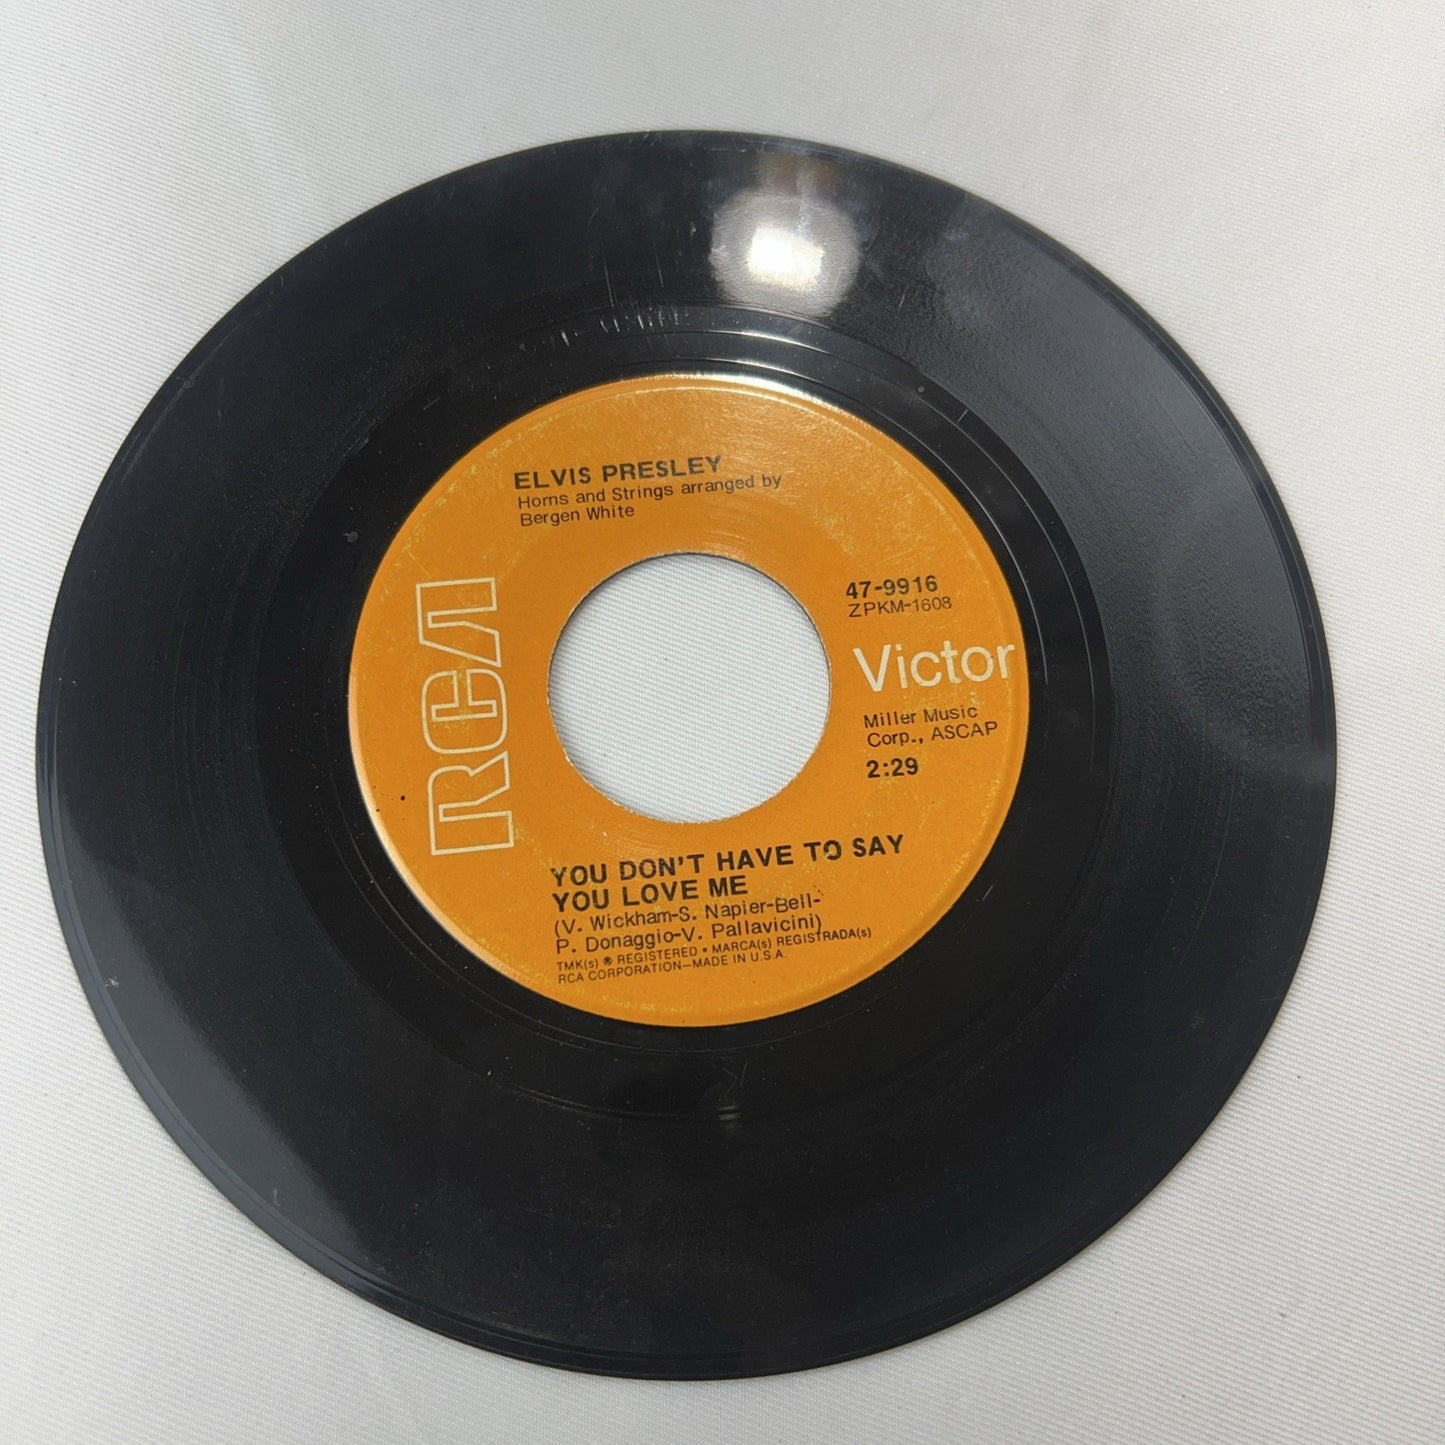 ELVIS PRESLEY
Horns and Strings arranged by
Bergen White
RCA
47-9916
ZPKM-1608
Victor
Miller Music
Corp., ASCAP
2:29
YOU DON'T HAVE TO SAY
YOU LOVE ME
(V. Wickham-S. Napier-Bell-
P. Donaggio-V. Pallavicini)
TMK(s) ® REGISTERED • MARCA(s) REGISTRADA(s)
RCA CORPORATION—MADE IN U.S.A.